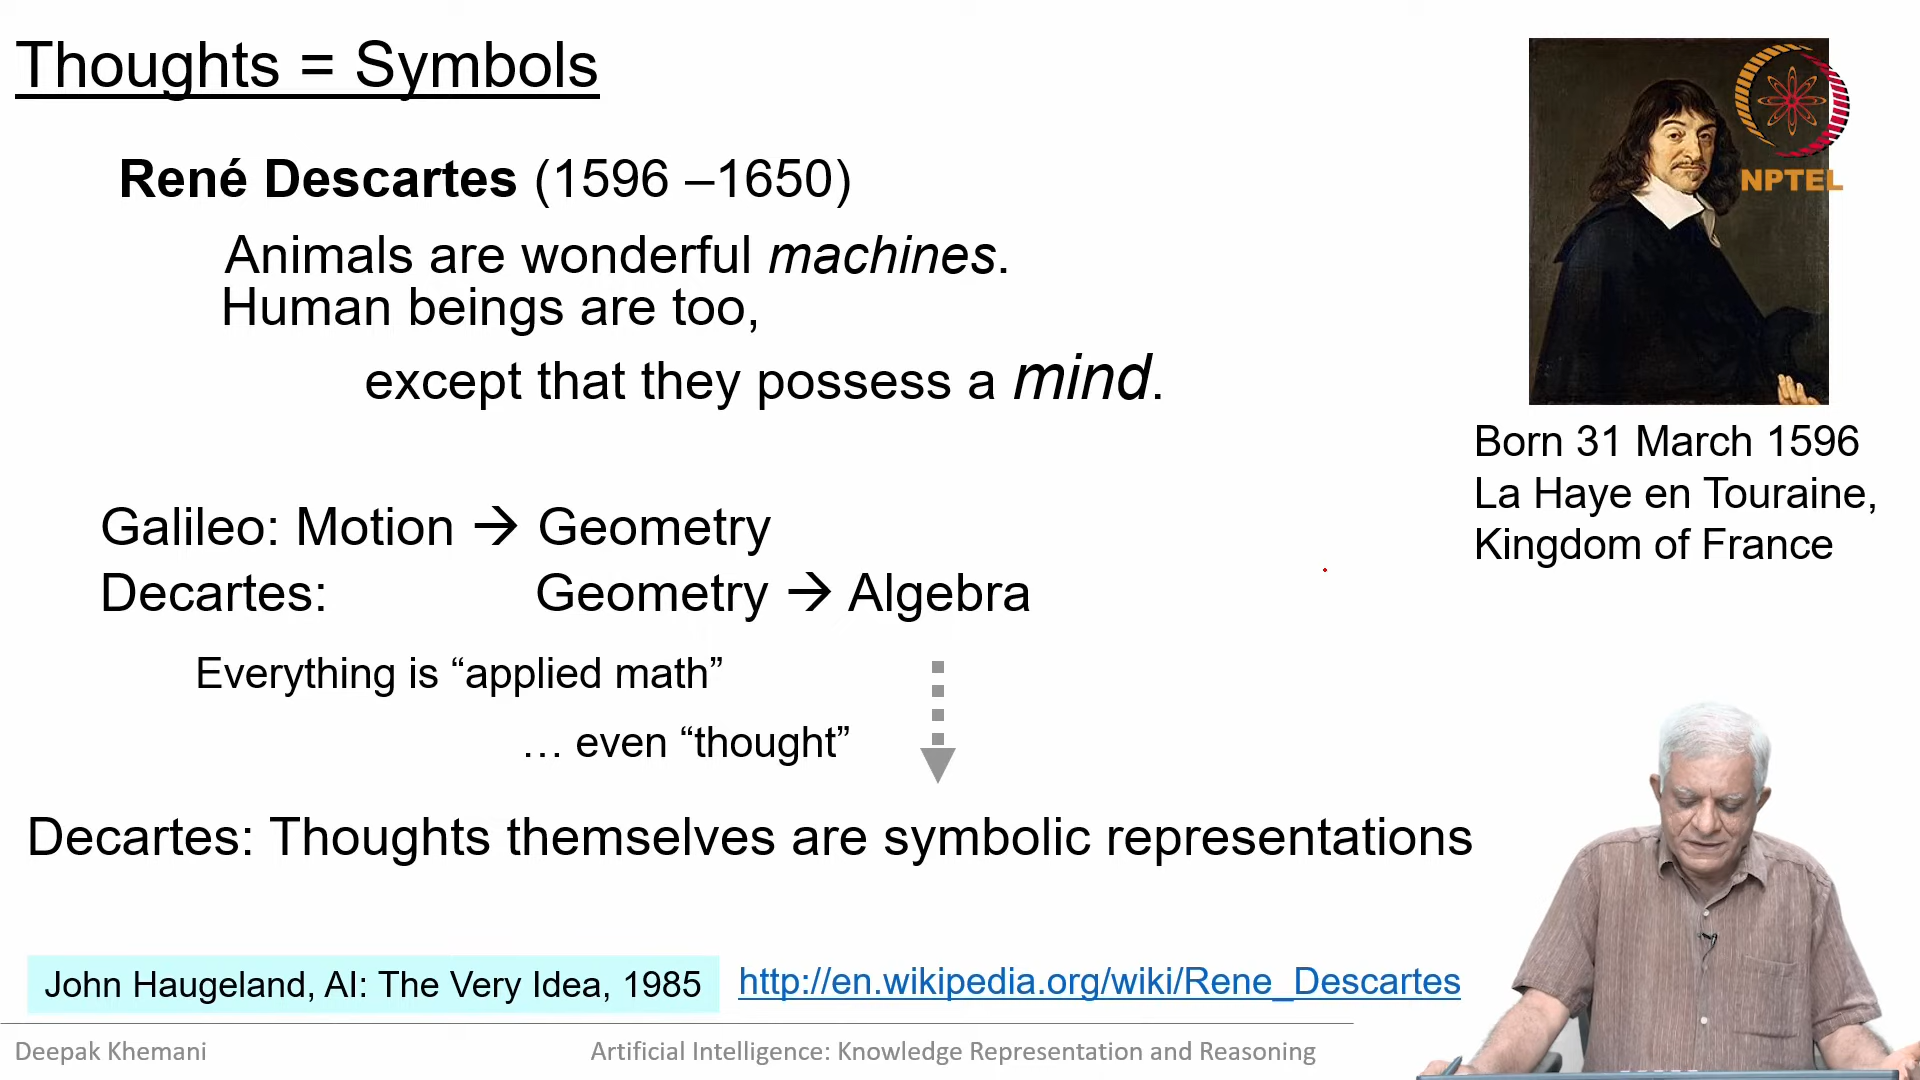 Thoughts = Symbols
NPTEL
René Descartes (1596 –1650)
Animals are wonderful machines.
Human beings are too,
except that they possess a mind.
Born 31 March 1596
La Haye en Touraine,
Kingdom of France
Galileo: Motion → Geometry
Decartes: Geometry → Algebra
Everything is “applied math”
… even “thought”
Decartes: Thoughts themselves are symbolic representations
John Haugeland, AI: The Very Idea, 1985
http://en.wikipedia.org/wiki/Rene_Descartes
Deepak Khemani
Artificial Intelligence: Knowledge Representation and Reasoning